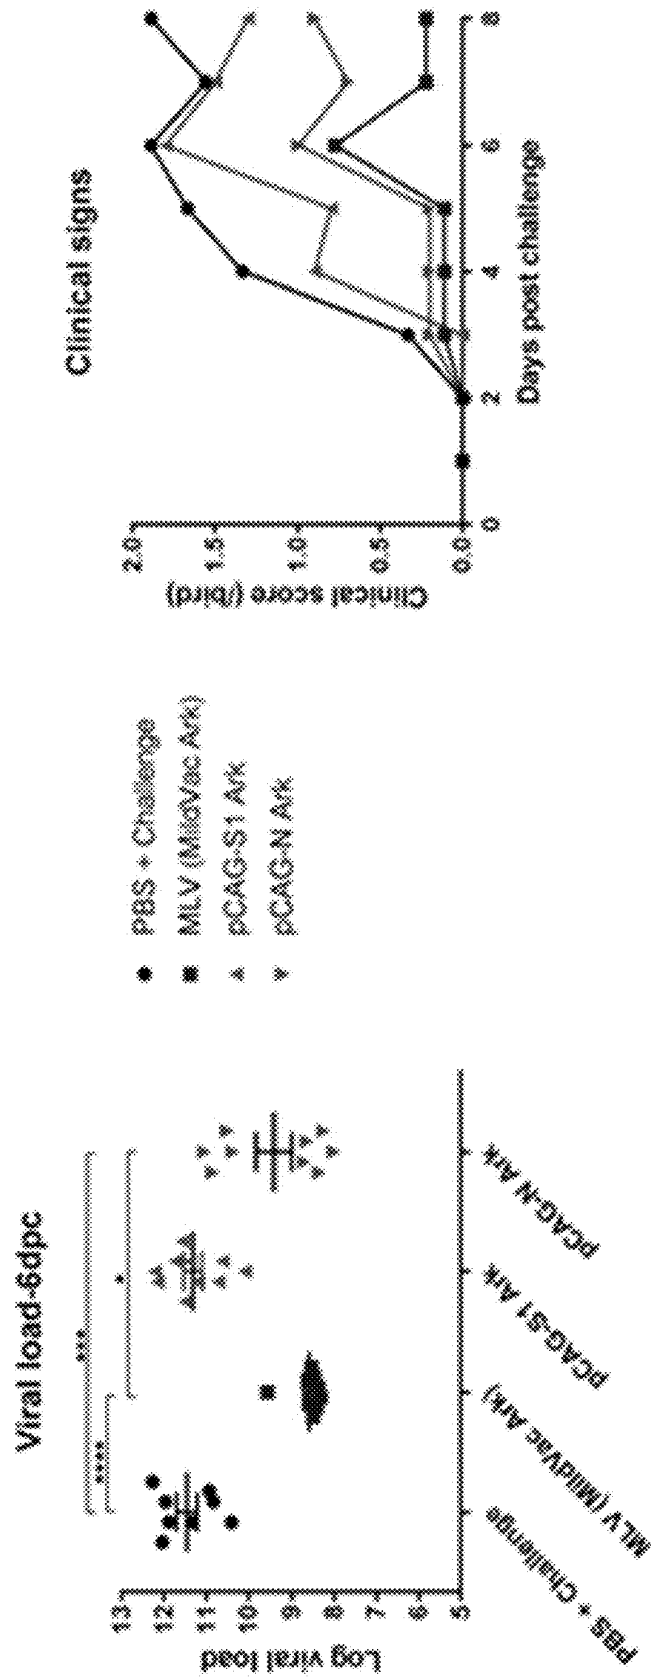 Viral load-6dpc
****
***
*
Log viral load
13
12
11
10
9
8
7
6
5
PBS + Challenge
MLV (MildVac Ark)
pCAG-S1 Ark
pCAG-N Ark
PBS + Challenge
MLV (MildVac Ark)
pCAG-S1 Ark
pCAG-N Ark
Clinical signs
Clinical score (/bird)
2.0
1.5
1.0
0.5
0.0
0
2
4
6
8
Days post challenge